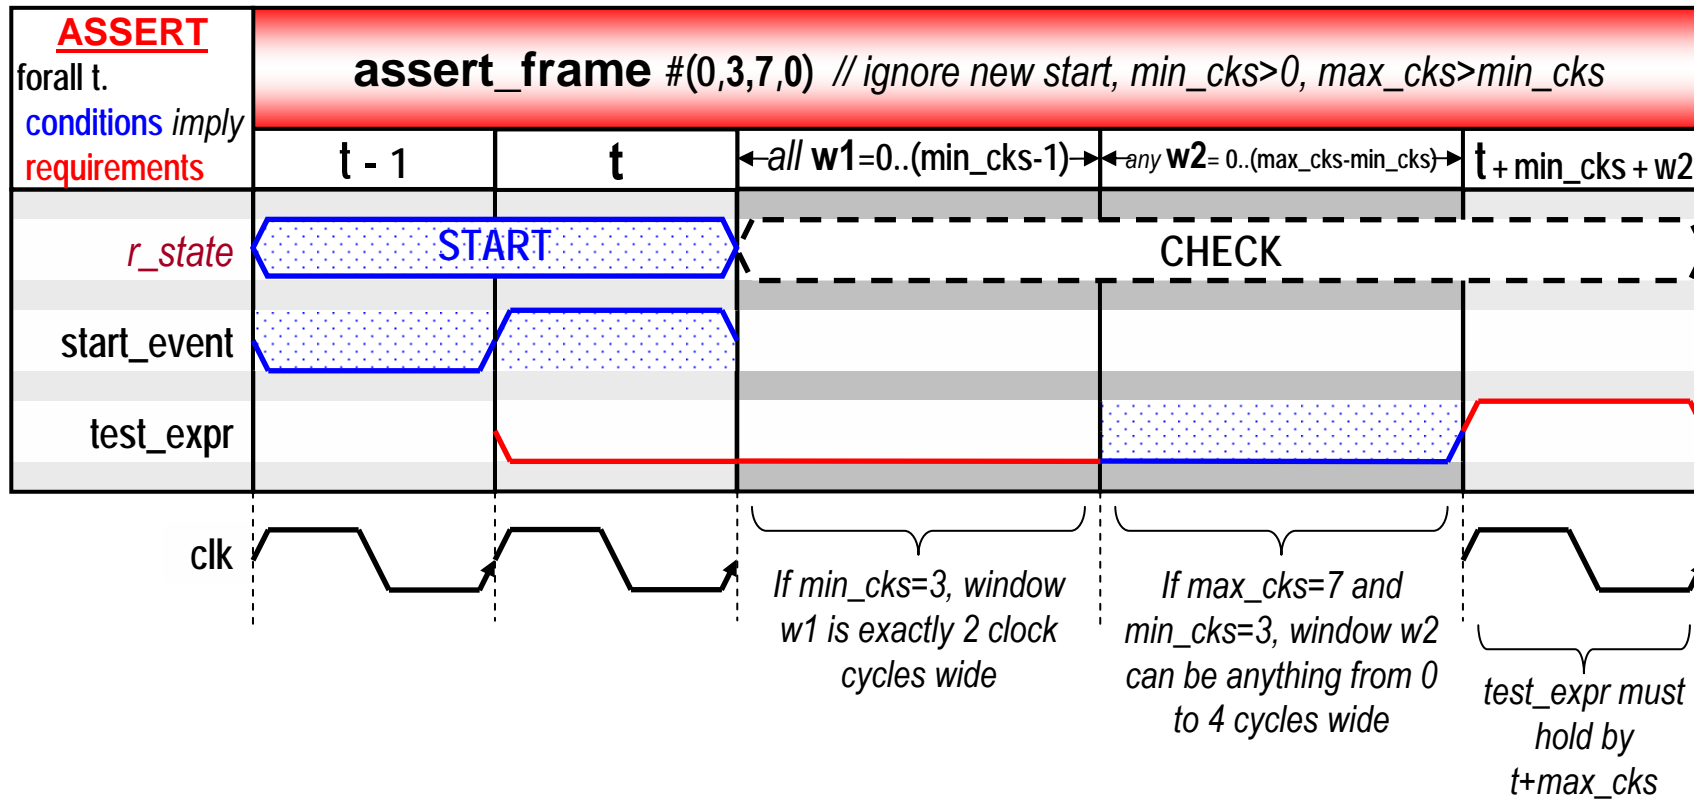 ASSERT
forall t.
conditions imply
requirements
assert_frame #(0,3,7,0) // ignore new start, min_cks>0, max_cks>min_cks
t - 1
t
all w1=0..(min_cks-1)
any w2= 0..(max_cks-min_cks)
t + min_cks + w2
r_state
START
CHECK
start_event
test_expr
clk
If min_cks=3, window
w1 is exactly 2 clock
cycles wide
If max_cks=7 and
min_cks=3, window w2
can be anything from 0
to 4 cycles wide
test_expr must
hold by
t+max_cks